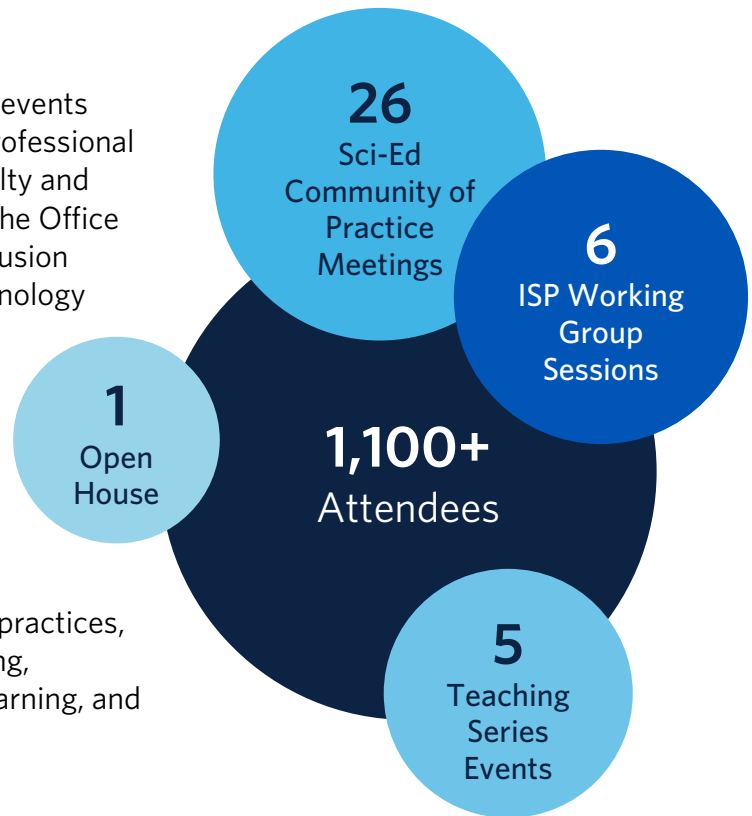 events
rofessional
lty and
he Office
usion
nology
26
Sci-Ed
Community of
Practice
Meetings
6
ISP Working
Group
Sessions
1
Open
House
1,100+
Attendees
practices,
ng,
arning, and
5
Teaching
Series
Events